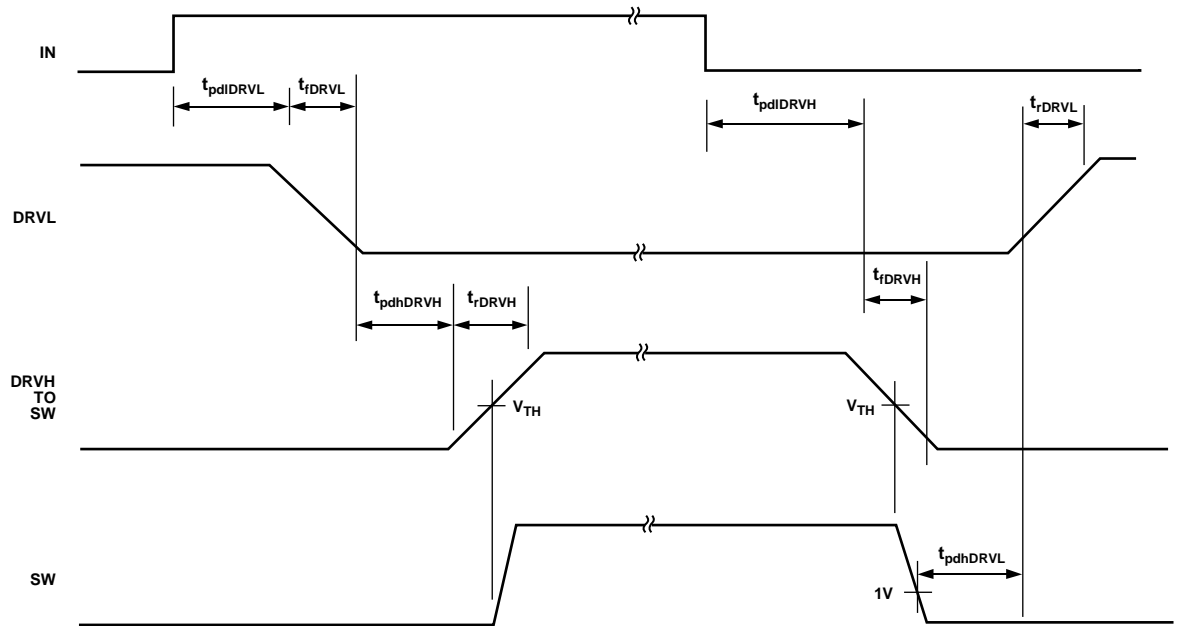 IN
tpdlDRVL
tfDRVL
tpdlDRVH
trDRVL
DRVL
tfDRVH
tpdhDRVH
trDRVH
DRVH
TO
SW
VTH
VTH
SW
tpdhDRVL
1V